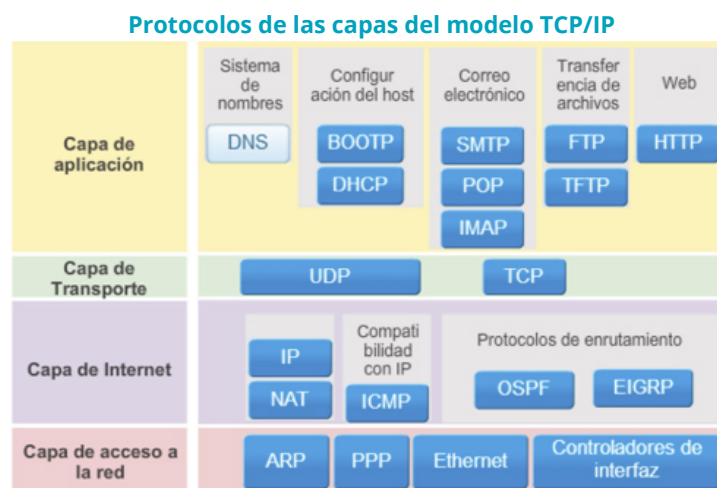 Protocolos de las capas del modelo TCP/IP
Capa de
aplicación
Sistema
de
nombres
DNS
Configur
ación del host
BOOTP
DHCP
Correo
electrónico
SMTP
POP
IMAP
Transfer
encia de
archivos
FTP
TFTP
Web
HTTP
Capa de
Transporte
UDP
TCP
Capa de Internet
IP
NAT
Compati
bilidad
con IP
ICMP
Protocolos de enrutamiento
OSPF
EIGRP
Capa de acceso a
la red
ARP
PPP
Ethernet
Controladores de
interfaz